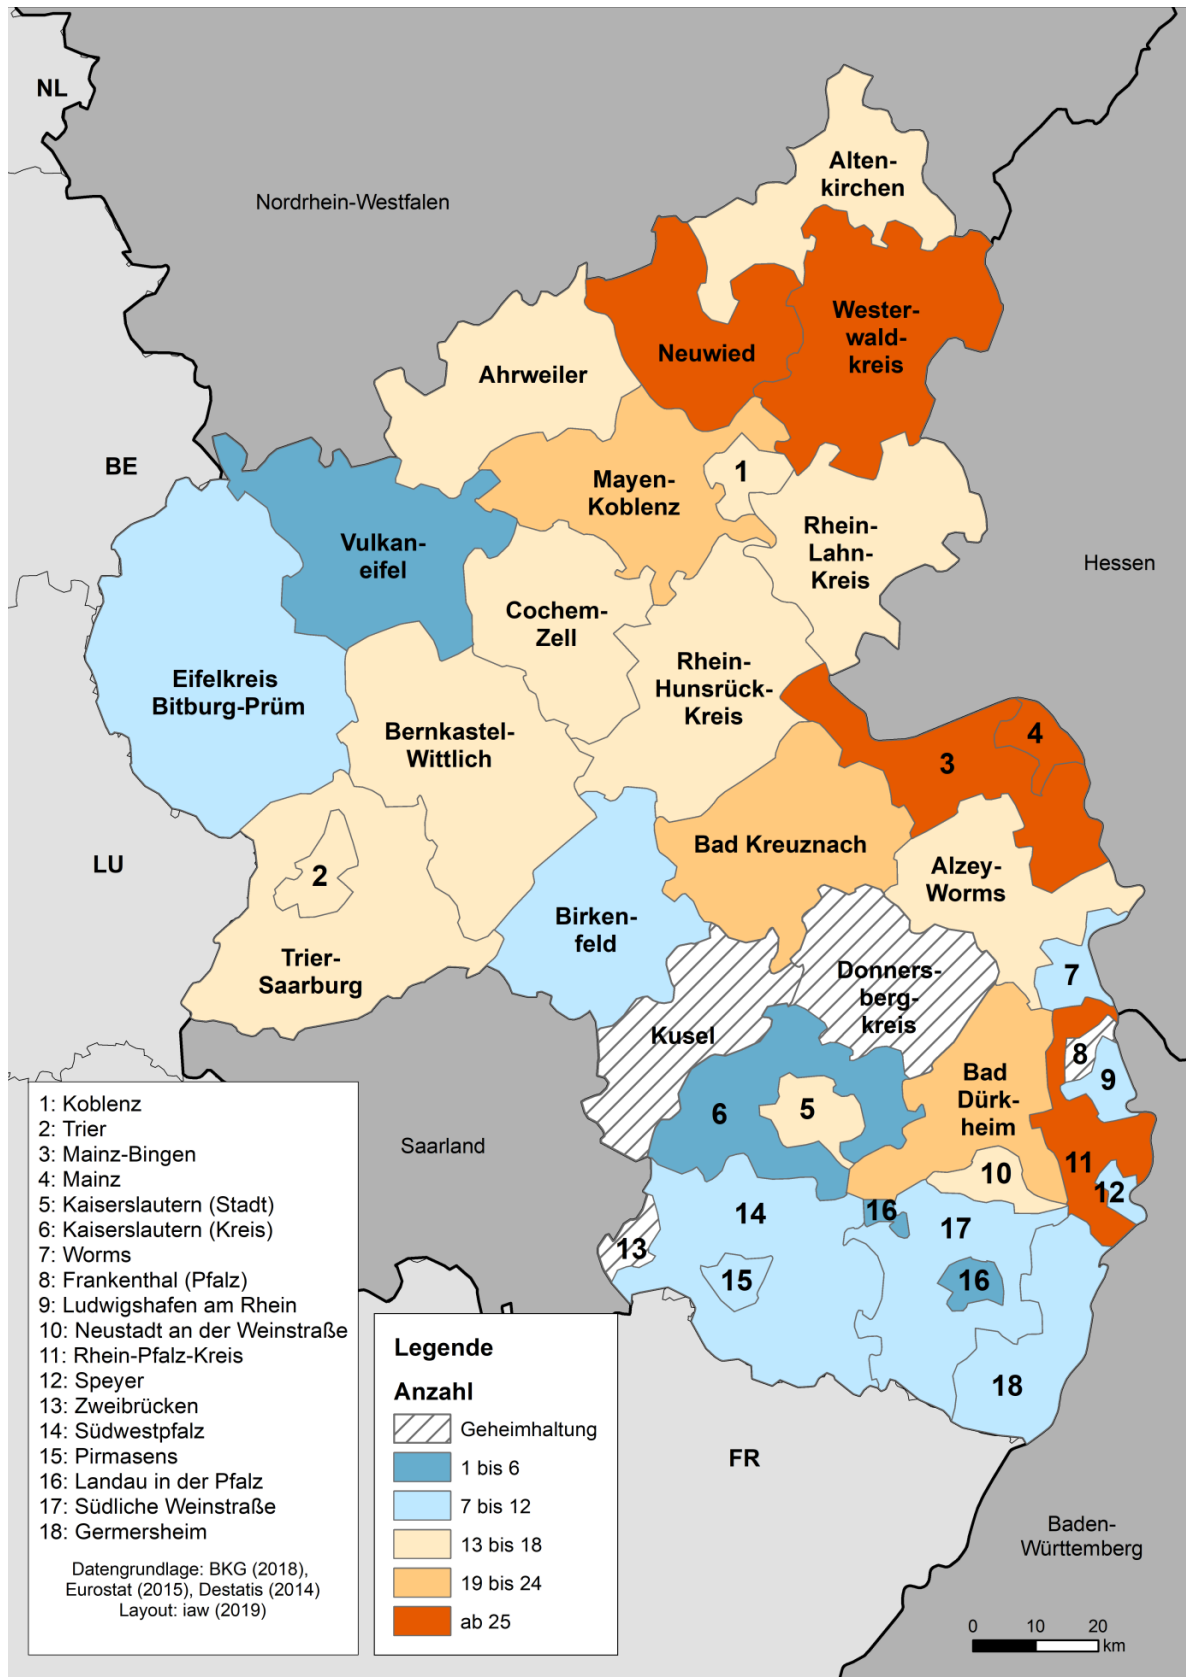 NL
Nordrhein-Westfalen
Alten-
kirchen
Wester-
wald-
kreis
Neuwied
Ahrweiler
BE
Mayen-
Koblenz
1
Rhein-
Lahn-
Kreis
Vulkan-
eifel
Hessen
Cochem-
Zell
Eifelkreis
Bitburg-Prüm
Rhein-
Hunsrück-
Kreis
Bernkastel-
Wittlich
4
3
LU
2
Bad Kreuznach
Alzey-
Worms
Birken-
feld
Trier-
Saarburg
Donners-
berg-
kreis
7
Kusel
8
9
Bad
Dürk-
heim
6
5
Saarland
11
10
12
14
16
17
13
15
16
18
FR
Baden-
Württemberg
1: Koblenz
2: Trier
3: Mainz-Bingen
4: Mainz
5: Kaiserslautern (Stadt)
6: Kaiserslautern (Kreis)
7: Worms
8: Frankenthal (Pfalz)
9: Ludwigshafen am Rhein
10: Neustadt an der Weinstraße
11: Rhein-Pfalz-Kreis
12: Speyer
13: Zweibrücken
14: Südwestpfalz
15: Pirmasens
16: Landau in der Pfalz
17: Südliche Weinstraße
18: Germersheim
Datengrundlage: BKG (2018),
Eurostat (2015), Destatis (2014)
Layout: iaw (2019)
Legende
Anzahl
Geheimhaltung
1 bis 6
7 bis 12
13 bis 18
19 bis 24
ab 25
0 10 20
km